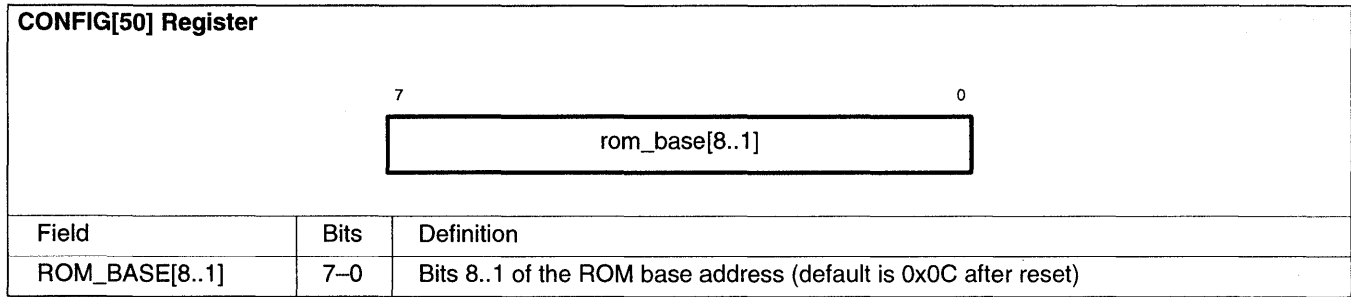 CONFIG[50] Register
7 0
rom_base[8..1]
Field Bits Definition
ROM_BASE[8..1] 7–0 Bits 8..1 of the ROM base address (default is 0x0C after reset)